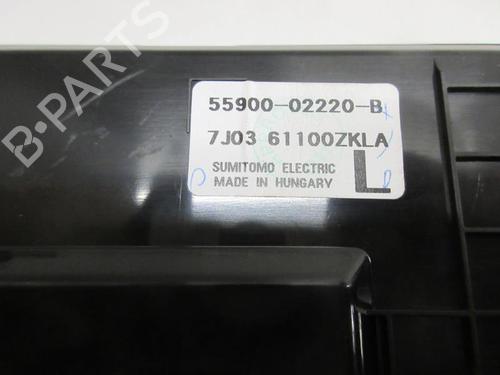 B-PARTS
55900-02220-B
7J03 61100ZKLA
SUMITOMO ELECTRIC
MADE IN HUNGARY
L